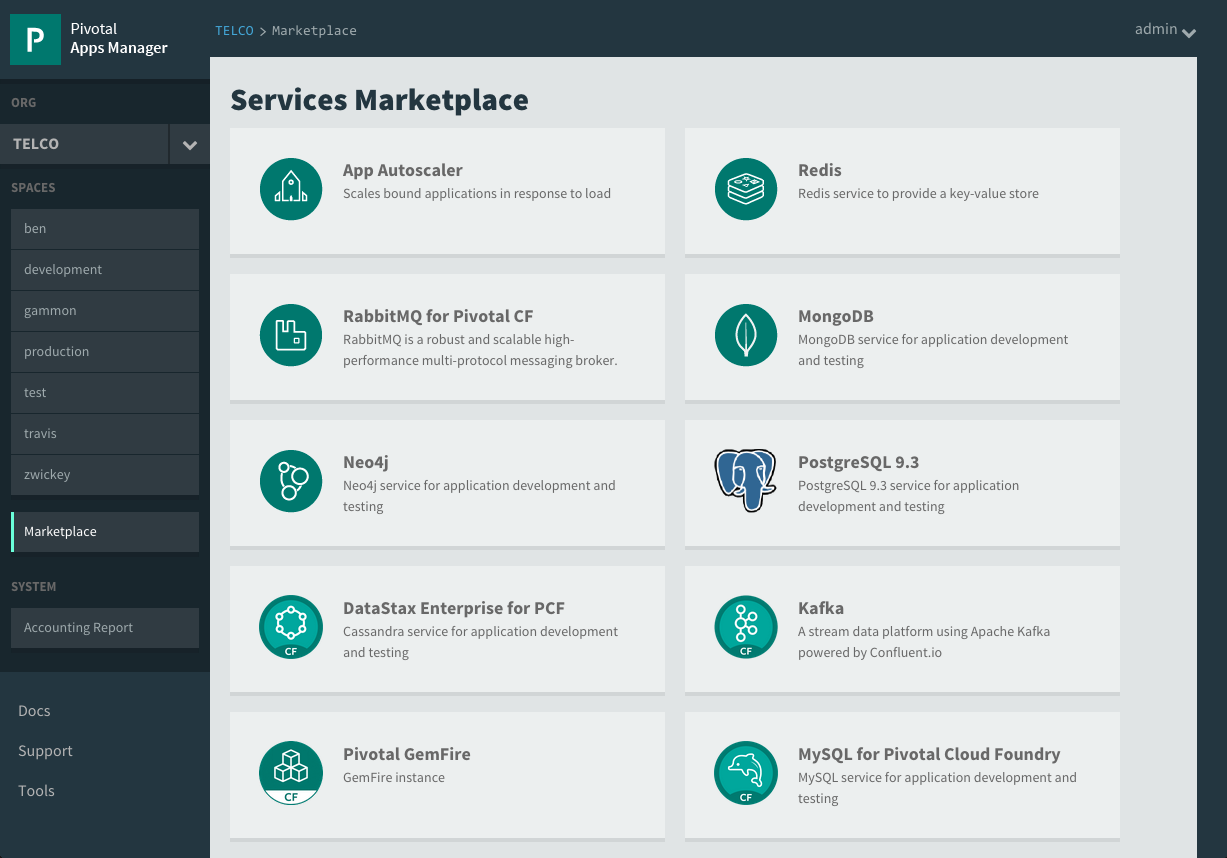 P
Pivotal
Apps Manager
TELCO > Marketplace
admin
ORG
TELCO
SPACES
ben
development
gammon
production
test
travis
zwickey
Marketplace
SYSTEM
Accounting Report
Docs
Support
Tools
Services Marketplace
App Autoscaler
Scales bound applications in response to load
Redis
Redis service to provide a key-value store
RabbitMQ for Pivotal CF
RabbitMQ is a robust and scalable high-
performance multi-protocol messaging broker.
MongoDB
MongoDB service for application development
and testing
Neo4j
Neo4j service for application development and
testing
PostgreSQL 9.3
PostgreSQL 9.3 service for application
development and testing
CF
DataStax Enterprise for PCF
Cassandra service for application development
and testing
CF
Kafka
A stream data platform using Apache Kafka
powered by Confluent.io
CF
Pivotal GemFire
GemFire instance
CF
MySQL for Pivotal Cloud Foundry
MySQL service for application development and
testing